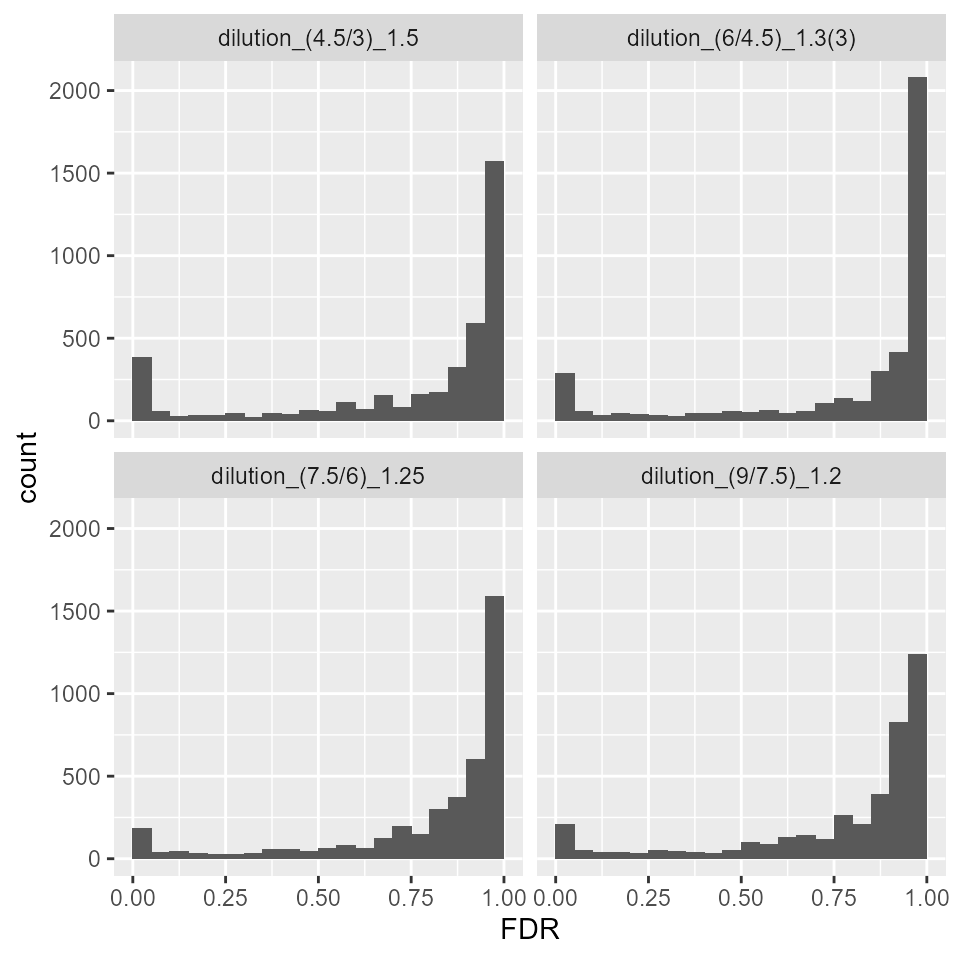 dilution_(4.5/3)_1.5
dilution_(6/4.5)_1.3(3)
2000
1500
1000
500
0
dilution_(7.5/6)_1.25
dilution_(9/7.5)_1.2
2000
1500
1000
500
0
0.00 0.25 0.50 0.75 1.00 0.00 0.25 0.50 0.75 1.00
count
FDR